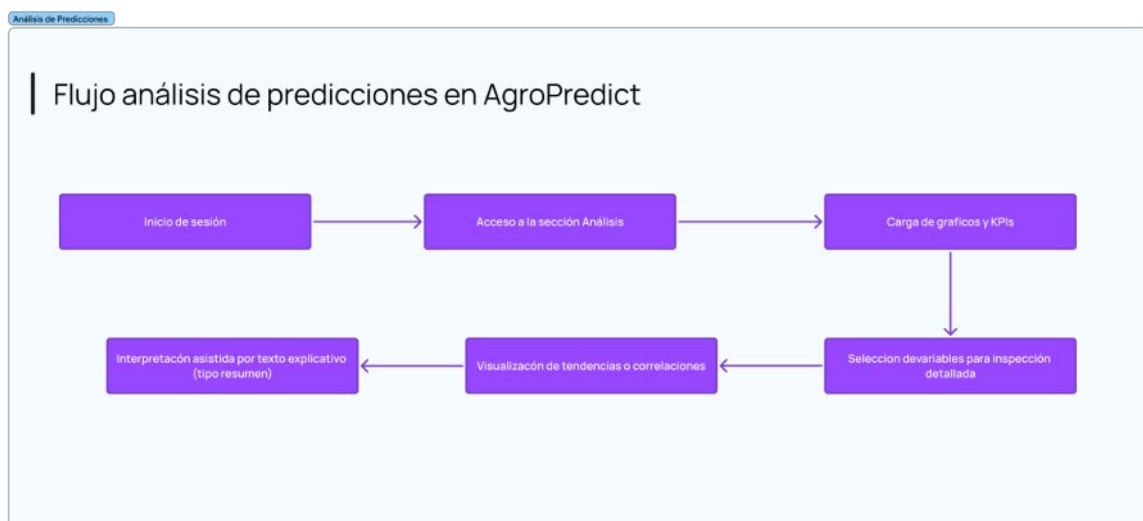 Análisis de Predicciones
Flujo análisis de predicciones en AgroPredict
Inicio de sesión
Acceso a la sección Análisis
Carga de graficos y KPIs
Seleccion devariables para inspección
detallada
Visualizacón de tendencias o correlaciones
Interpretacón asistida por texto explicativo
(tipo resumen)